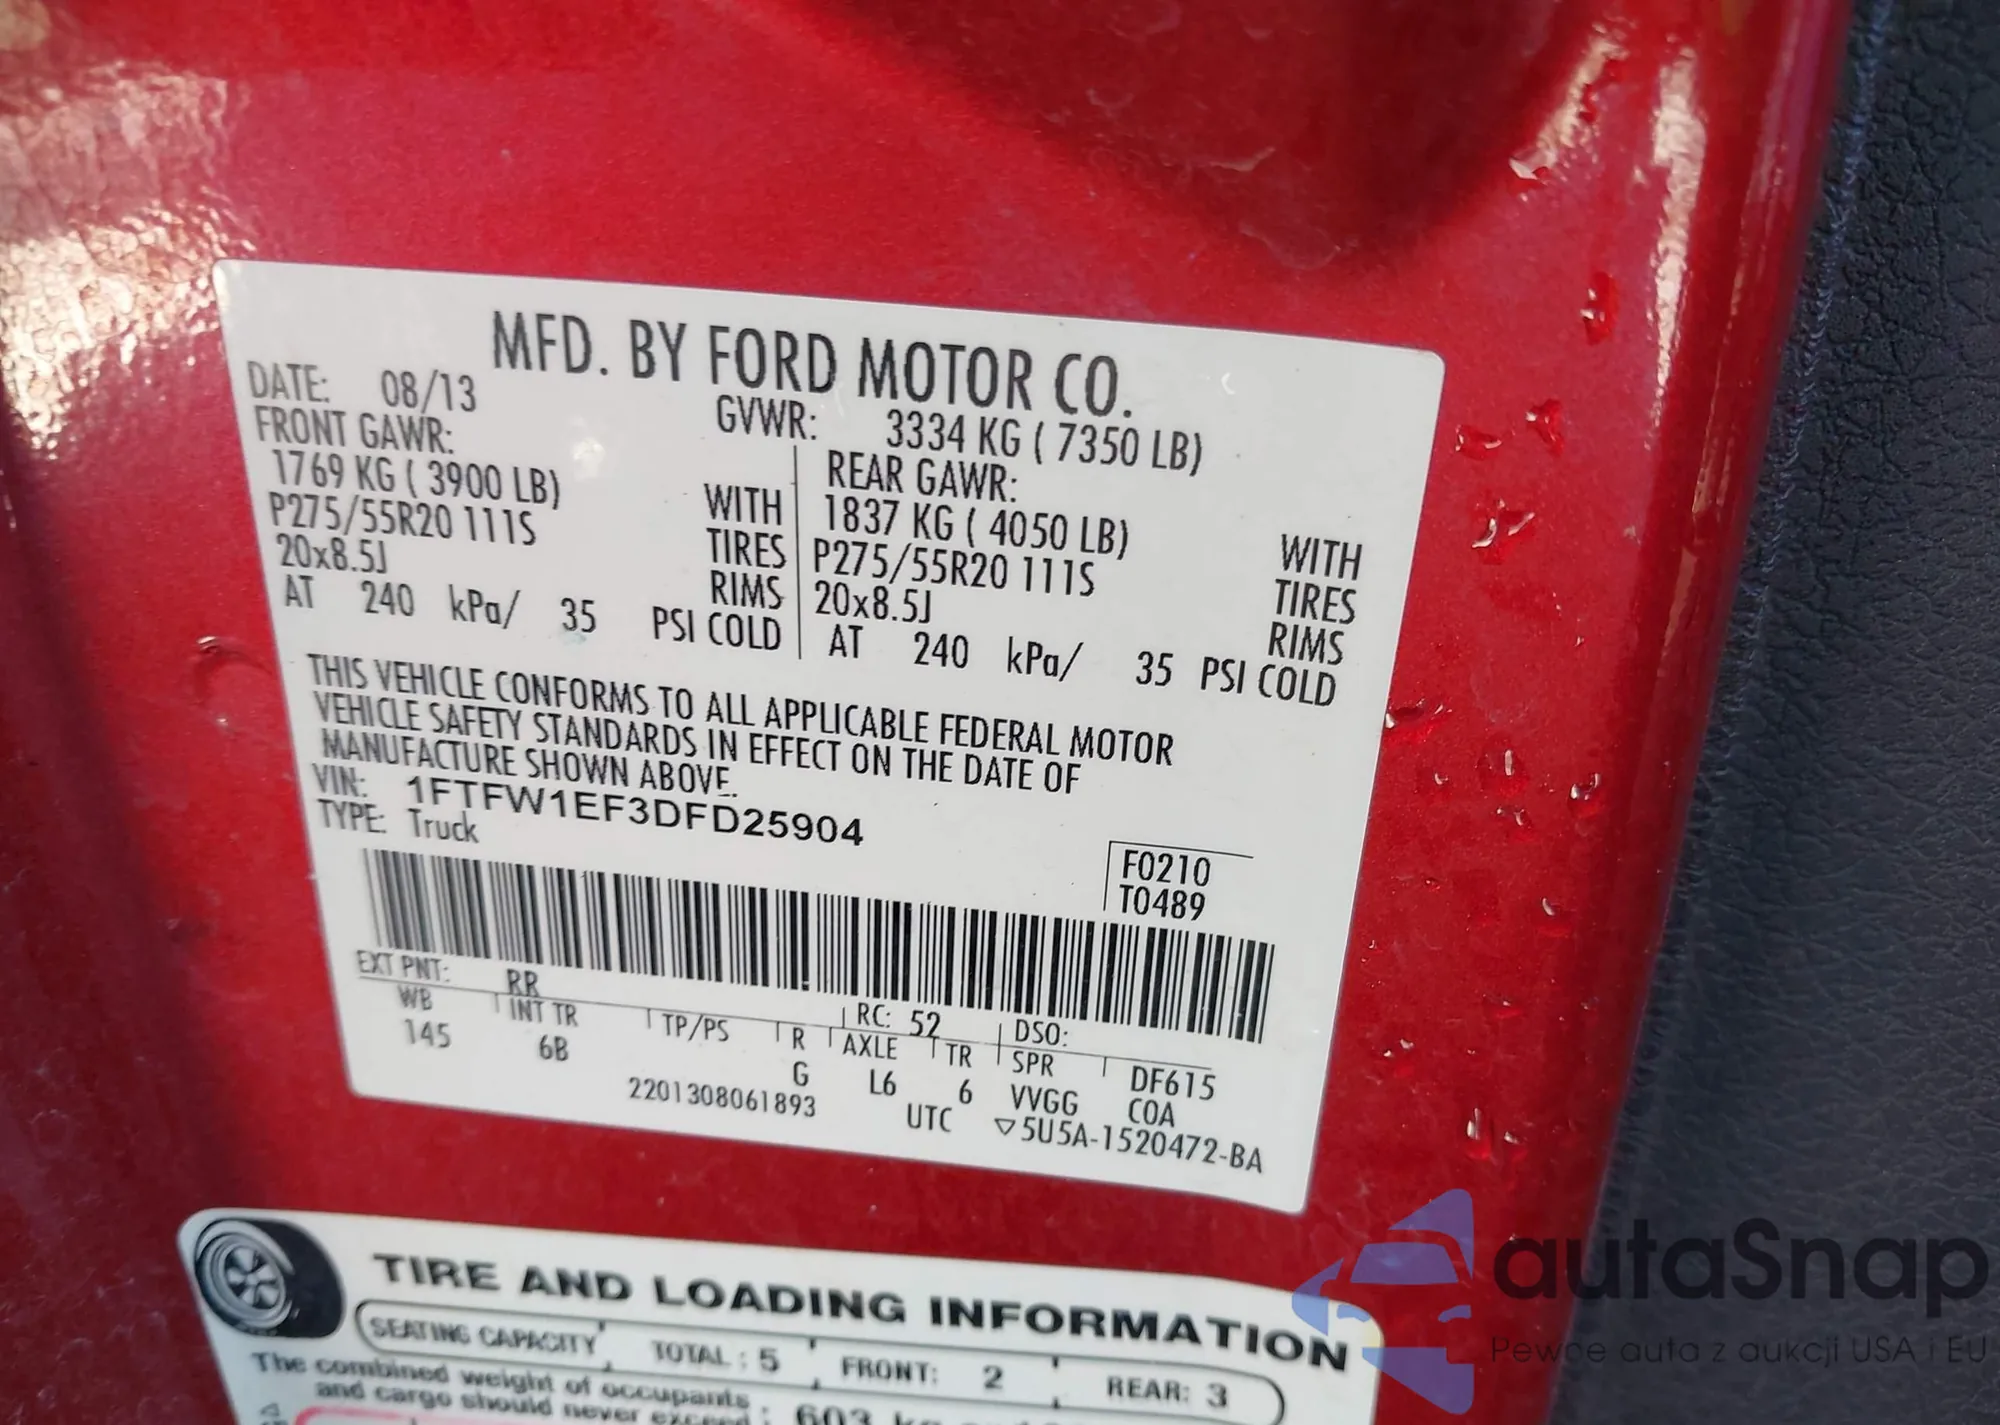 MFD. BY FORD MOTOR CO.
DATE: 08/13 GVWR: 3334 KG ( 7350 LB)
FRONT GAWR: REAR GAWR:
1769 KG ( 3900 LB) WITH 1837 KG ( 4050 LB) WITH
P275/55R20 111S TIRES P275/55R20 111S TIRES
20x8.5J RIMS 20x8.5J RIMS
AT 240 kPa/ 35 PSI COLD AT 240 kPa/ 35 PSI COLD
THIS VEHICLE CONFORMS TO ALL APPLICABLE FEDERAL MOTOR
VEHICLE SAFETY STANDARDS IN EFFECT ON THE DATE OF
MANUFACTURE SHOWN ABOVE.
VIN: 1FTFW1EF3DFD25904
TYPE: Truck
F0210
T0489
EXT PNT: RR RC: 52 DSO:
WB INT TR TP/PS R AXLE TR SPR DF615
145 6B G L6 6 VVGG COA
2201308061893 UTC ▽5U5A-1520472-BA
TIRE AND LOADING INFORMATION
SEATING CAPACITY TOTAL : 5 FRONT: 2 REAR: 3
The combined weight of occupants
and cargo should never exceed : 603 kg
autaSnap
Pewne auta z aukcji USA i EU